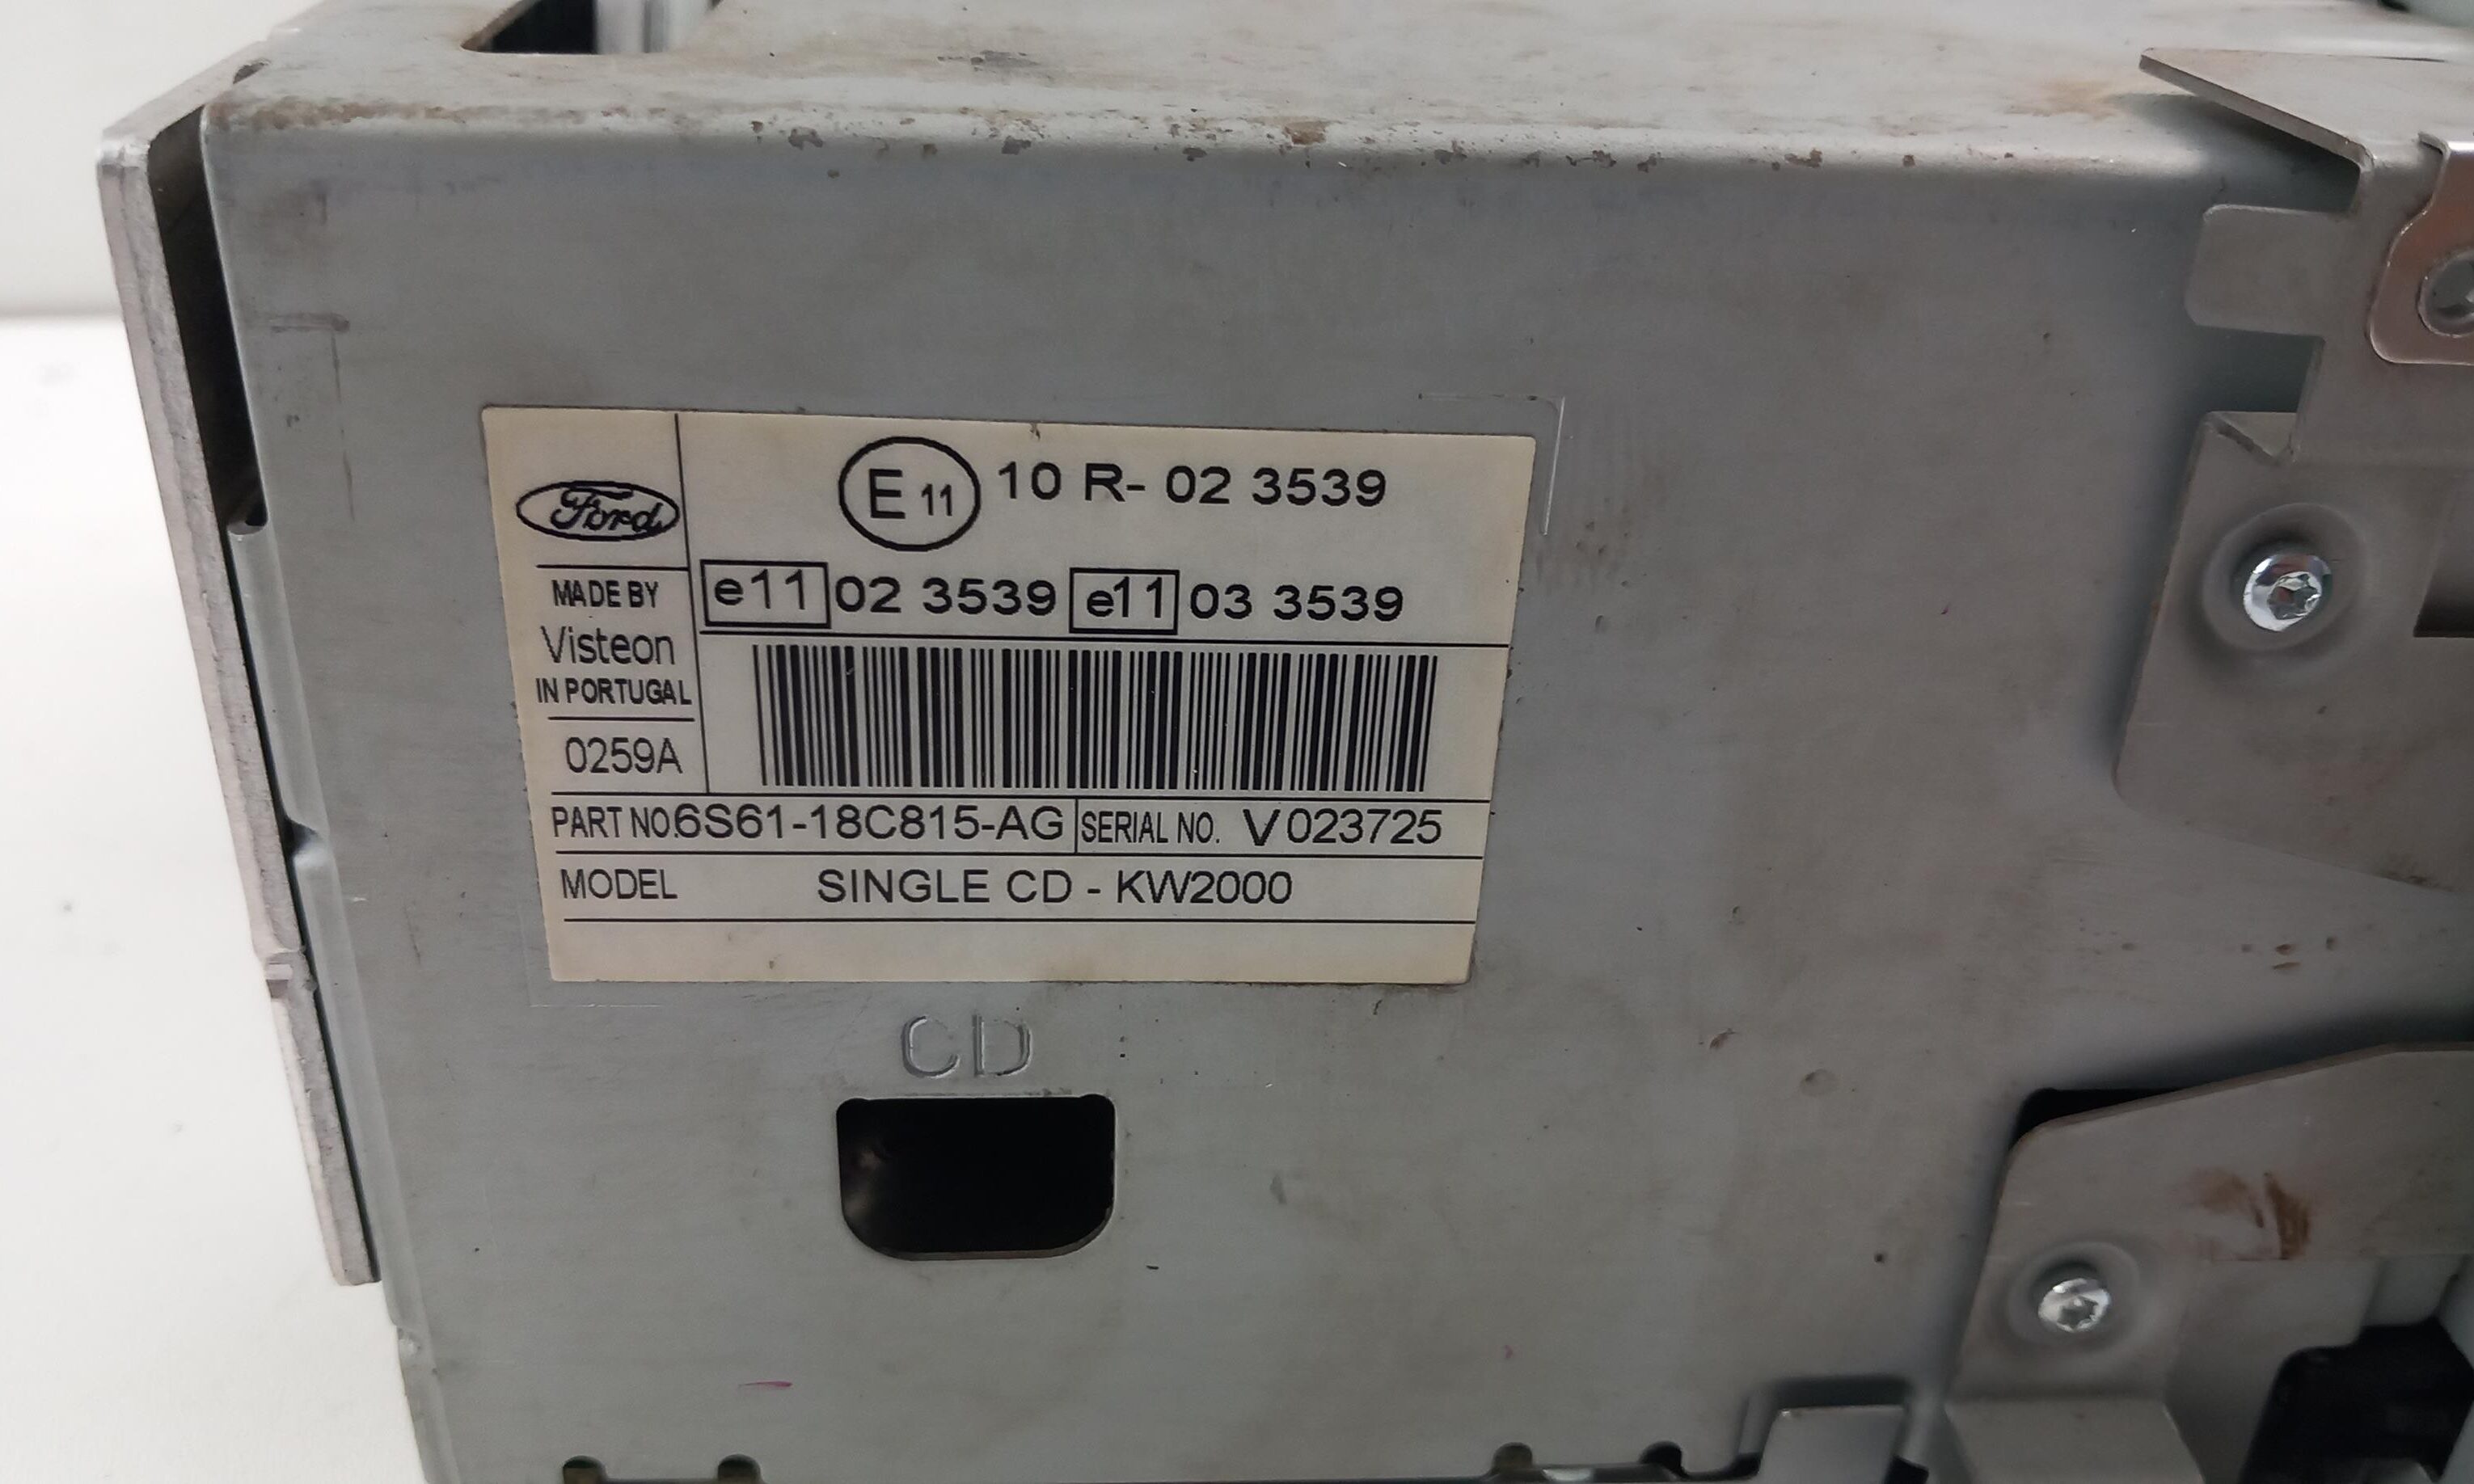 Ford
E 11 10 R- 02 3539
e11 02 3539 e11 03 3539
MADE BY
Visteon
IN PORTUGAL
0259A
PART NO.6S61-18C815-AG SERIAL NO. V023725
MODEL SINGLE CD - KW2000
CD